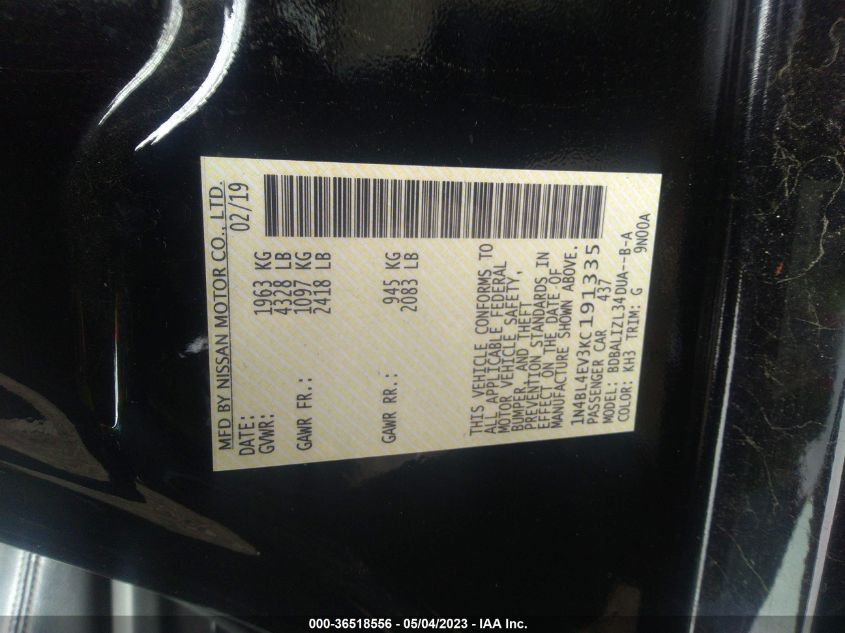 MFD BY NISSAN MOTOR CO., LTD.
DATE: 02/19
GVWR: 1963 KG
4328 LB
GAWR FR.: 1097 KG
2418 LB
GAWR RR.: 945 KG
2083 LB
THIS VEHICLE CONFORMS TO
ALL APPLICABLE FEDERAL
MOTOR VEHICLE SAFETY,
BUMPER AND THEFT
PREVENTION STANDARDS IN
EFFECT ON THE DATE OF
MANUFACTURE SHOWN ABOVE.
1N4BL4EV3KC191335
PASSENGER CAR 437
MODEL: BDBALIZL34DUA--B-A
COLOR: KH3 TRIM: G 9N00A
000-36518556 - 05/04/2023 - IAA Inc.